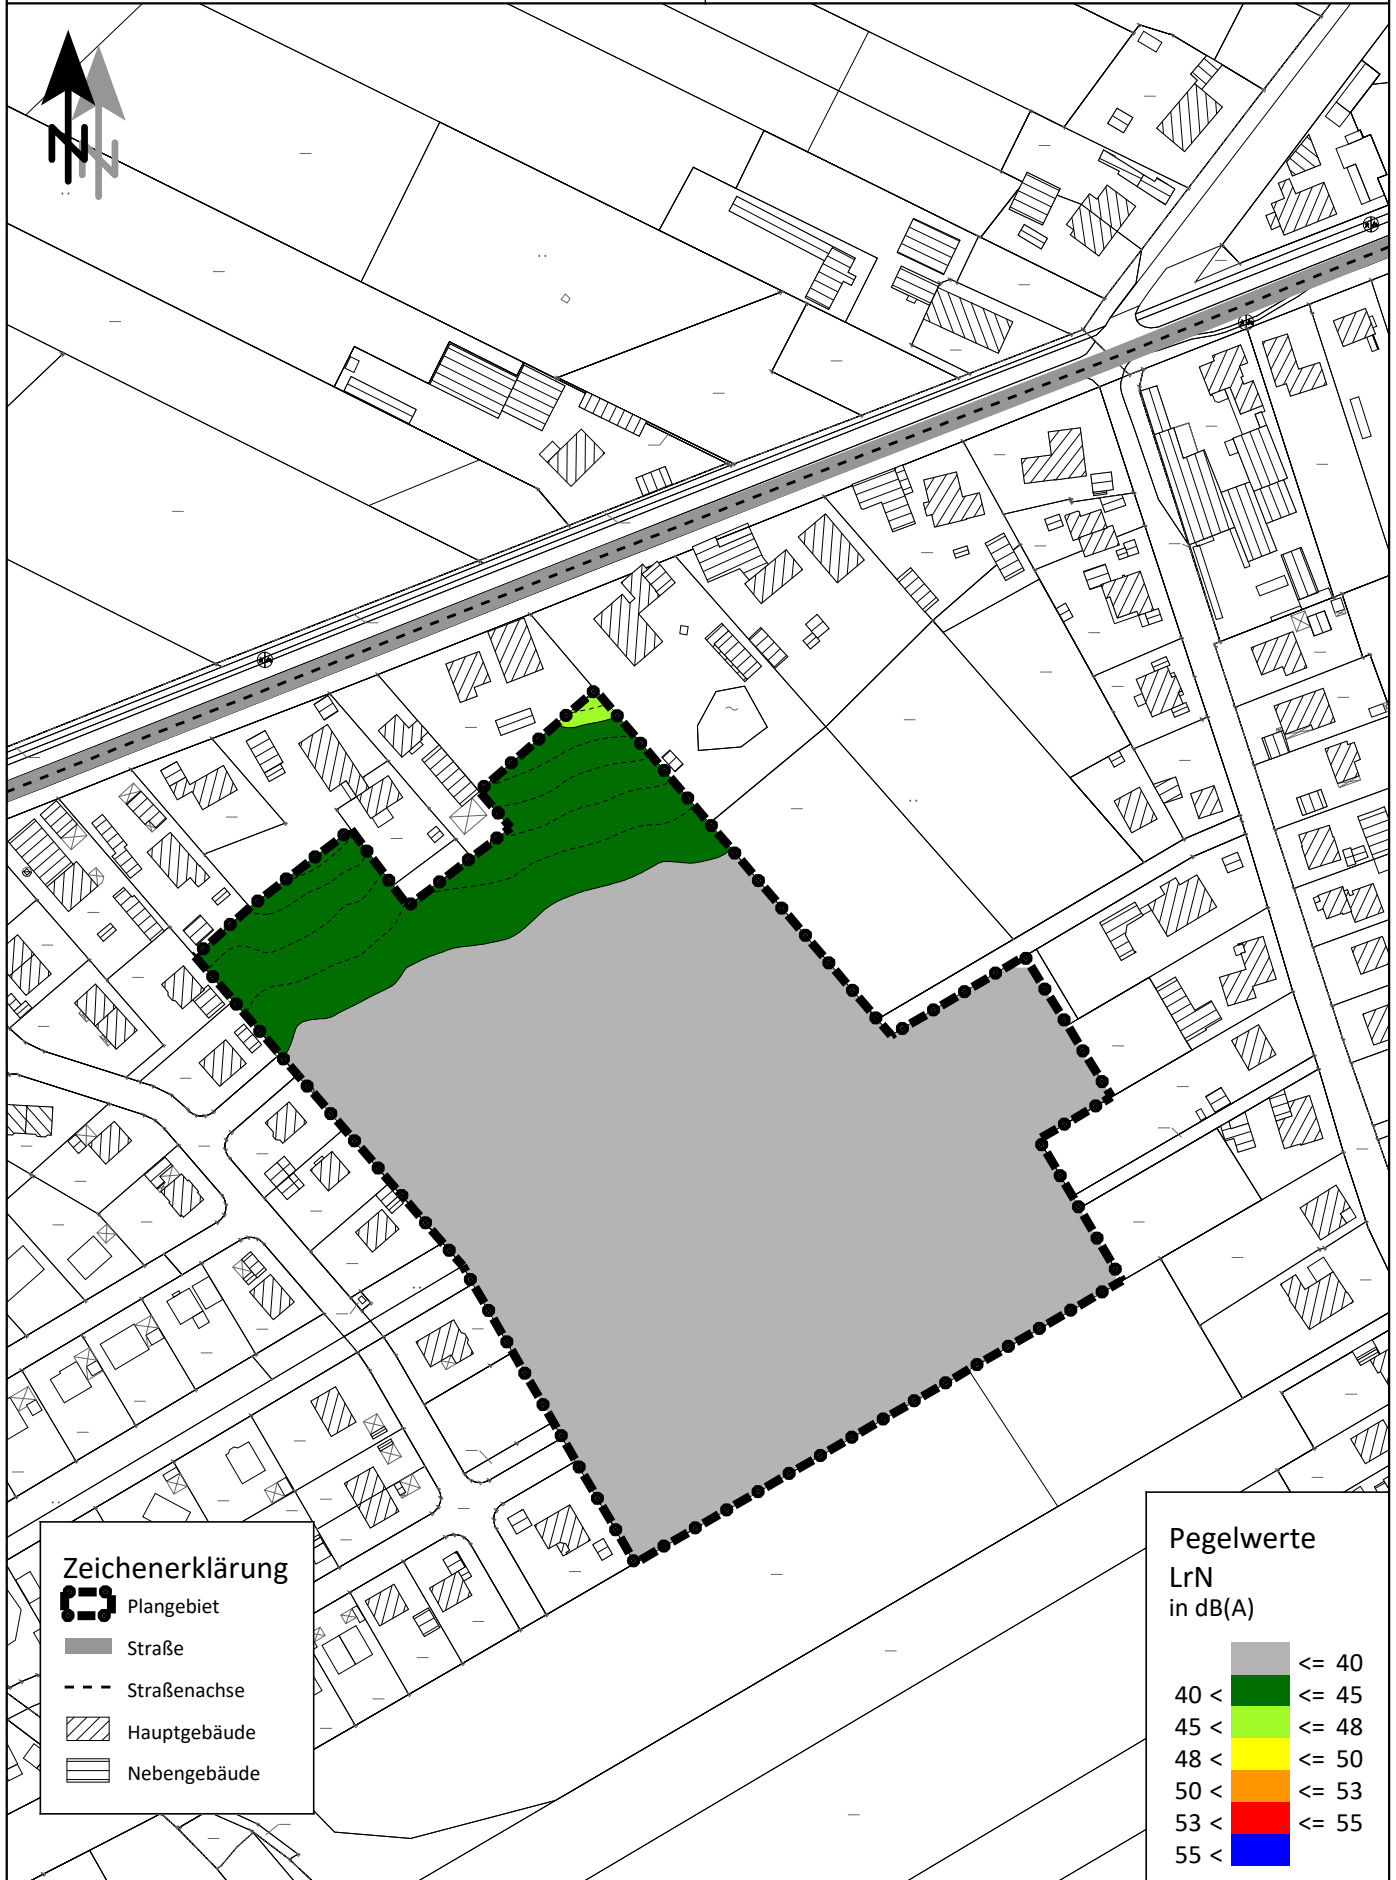 N
Zeichenerklärung
Plangebiet
Straße
Straßenachse
Hauptgebäude
Nebengebäude
Pegelwerte
LrN
in dB(A)
<= 40
40 < <= 45
45 < <= 48
48 < <= 50
50 < <= 53
53 < <= 55
55 <